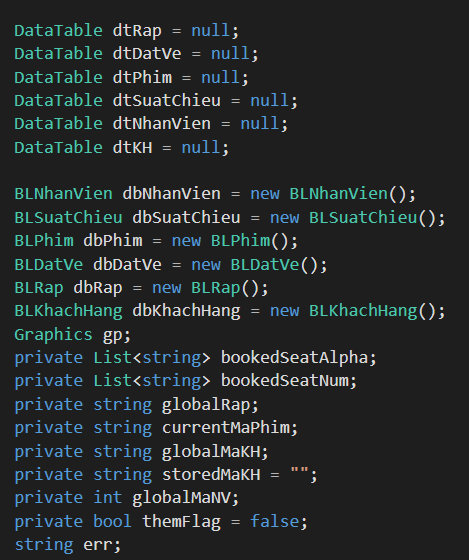 DataTable dtRap = null;
DataTable dtDatVe = null;
DataTable dtPhim = null;
DataTable dtSuatChieu = null;
DataTable dtNhanVien = null;
DataTable dtKH = null;
BLNhanVien dbNhanVien = new BLNhanVien();
BLSuatChieu dbSuatChieu = new BLSuatChieu();
BLPhim dbPhim = new BLPhim();
BLDatVe dbDatVe = new BLDatVe();
BLRap dbRap = new BLRap();
BLKhachHang dbKhachHang = new BLKhachHang();
Graphics gp;
private List<string> bookedSeatAlpha;
private List<string> bookedSeatNum;
private string globalRap;
private string currentMaPhim;
private string globalMaKH;
private string storedMaKH = "";
private int globalMaNV;
private bool themFlag = false;
string err;